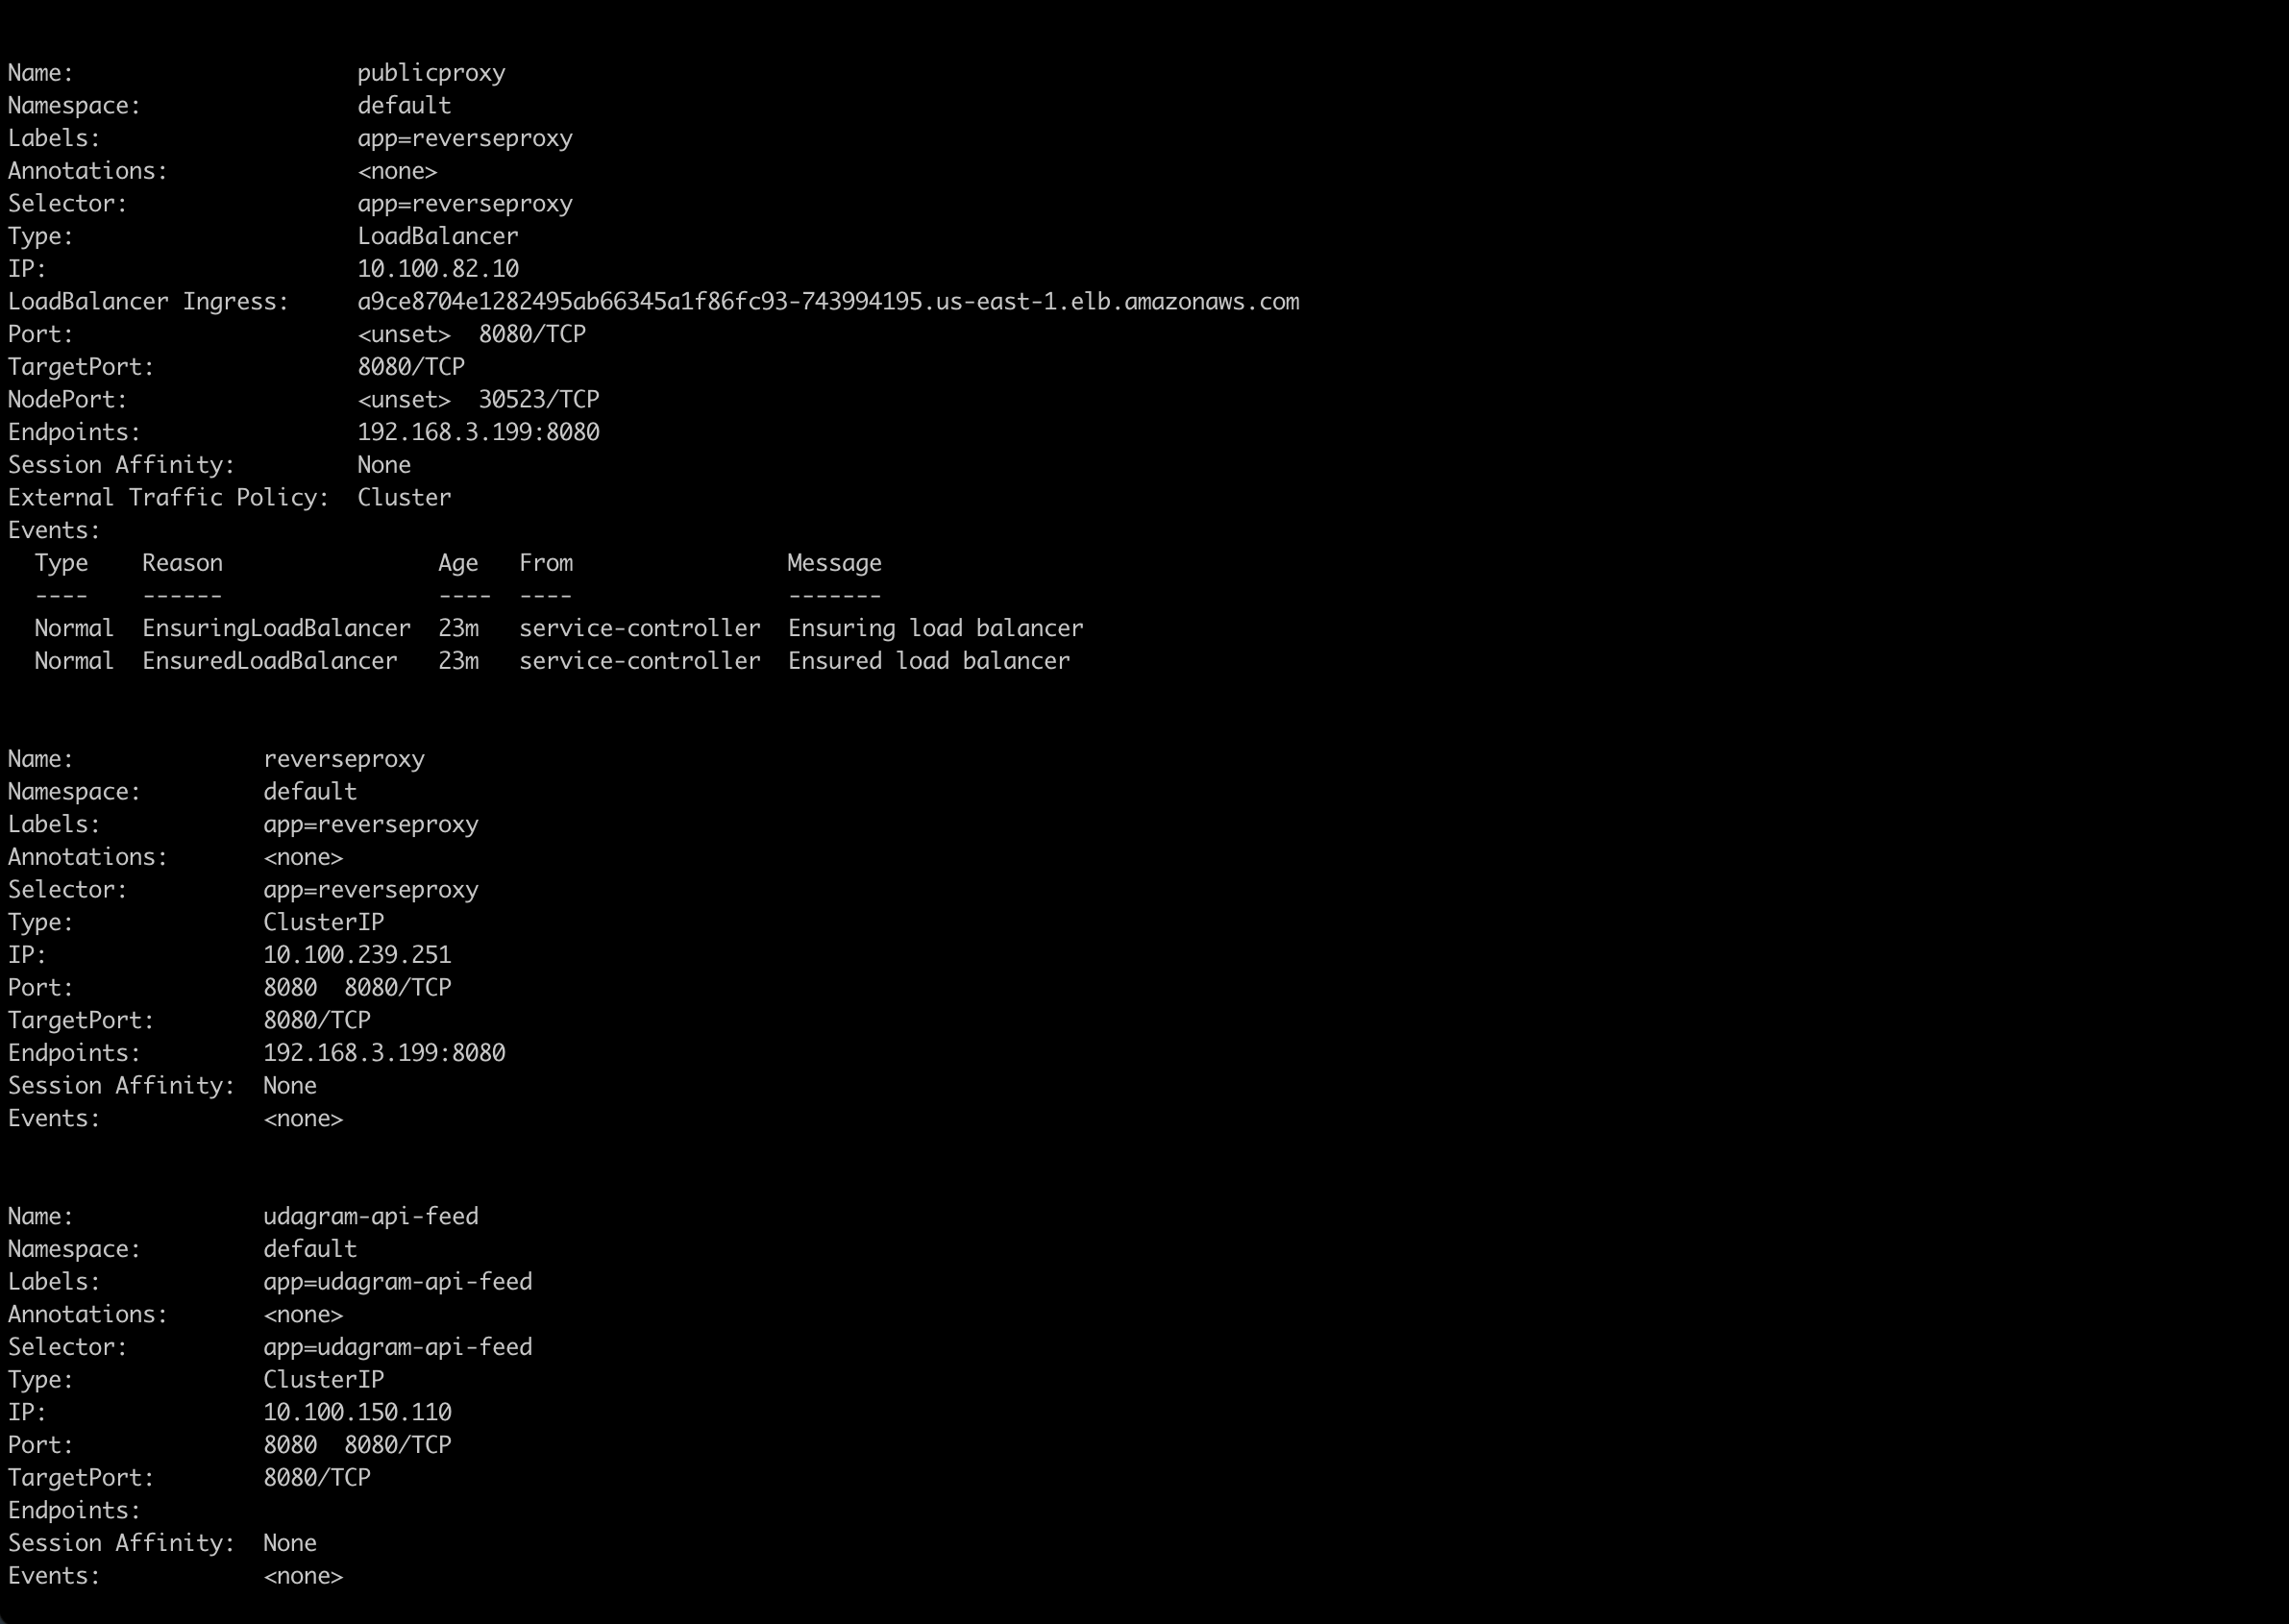 Name:                     publicproxy
Namespace:                default
Labels:                   app=reverseproxy
Annotations:              <none>
Selector:                 app=reverseproxy
Type:                     LoadBalancer
IP:                       10.100.82.10
LoadBalancer Ingress:     a9ce8704e1282495ab66345a1f86fc93-743994195.us-east-1.elb.amazonaws.com
Port:                     <unset>  8080/TCP
TargetPort:               8080/TCP
NodePort:                 <unset>  30523/TCP
Endpoints:                192.168.3.199:8080
Session Affinity:         None
External Traffic Policy:  Cluster
Events:
  Type    Reason                Age   From                Message
  ----    ------                ----  ----                -------
  Normal  EnsuringLoadBalancer  23m   service-controller  Ensuring load balancer
  Normal  EnsuredLoadBalancer   23m   service-controller  Ensured load balancer
Name:              reverseproxy
Namespace:         default
Labels:            app=reverseproxy
Annotations:       <none>
Selector:          app=reverseproxy
Type:              ClusterIP
IP:                10.100.239.251
Port:              8080  8080/TCP
TargetPort:        8080/TCP
Endpoints:         192.168.3.199:8080
Session Affinity:  None
Events:            <none>
Name:              udagram-api-feed
Namespace:         default
Labels:            app=udagram-api-feed
Annotations:       <none>
Selector:          app=udagram-api-feed
Type:              ClusterIP
IP:                10.100.150.110
Port:              8080  8080/TCP
TargetPort:        8080/TCP
Endpoints:
Session Affinity:  None
Events:            <none>